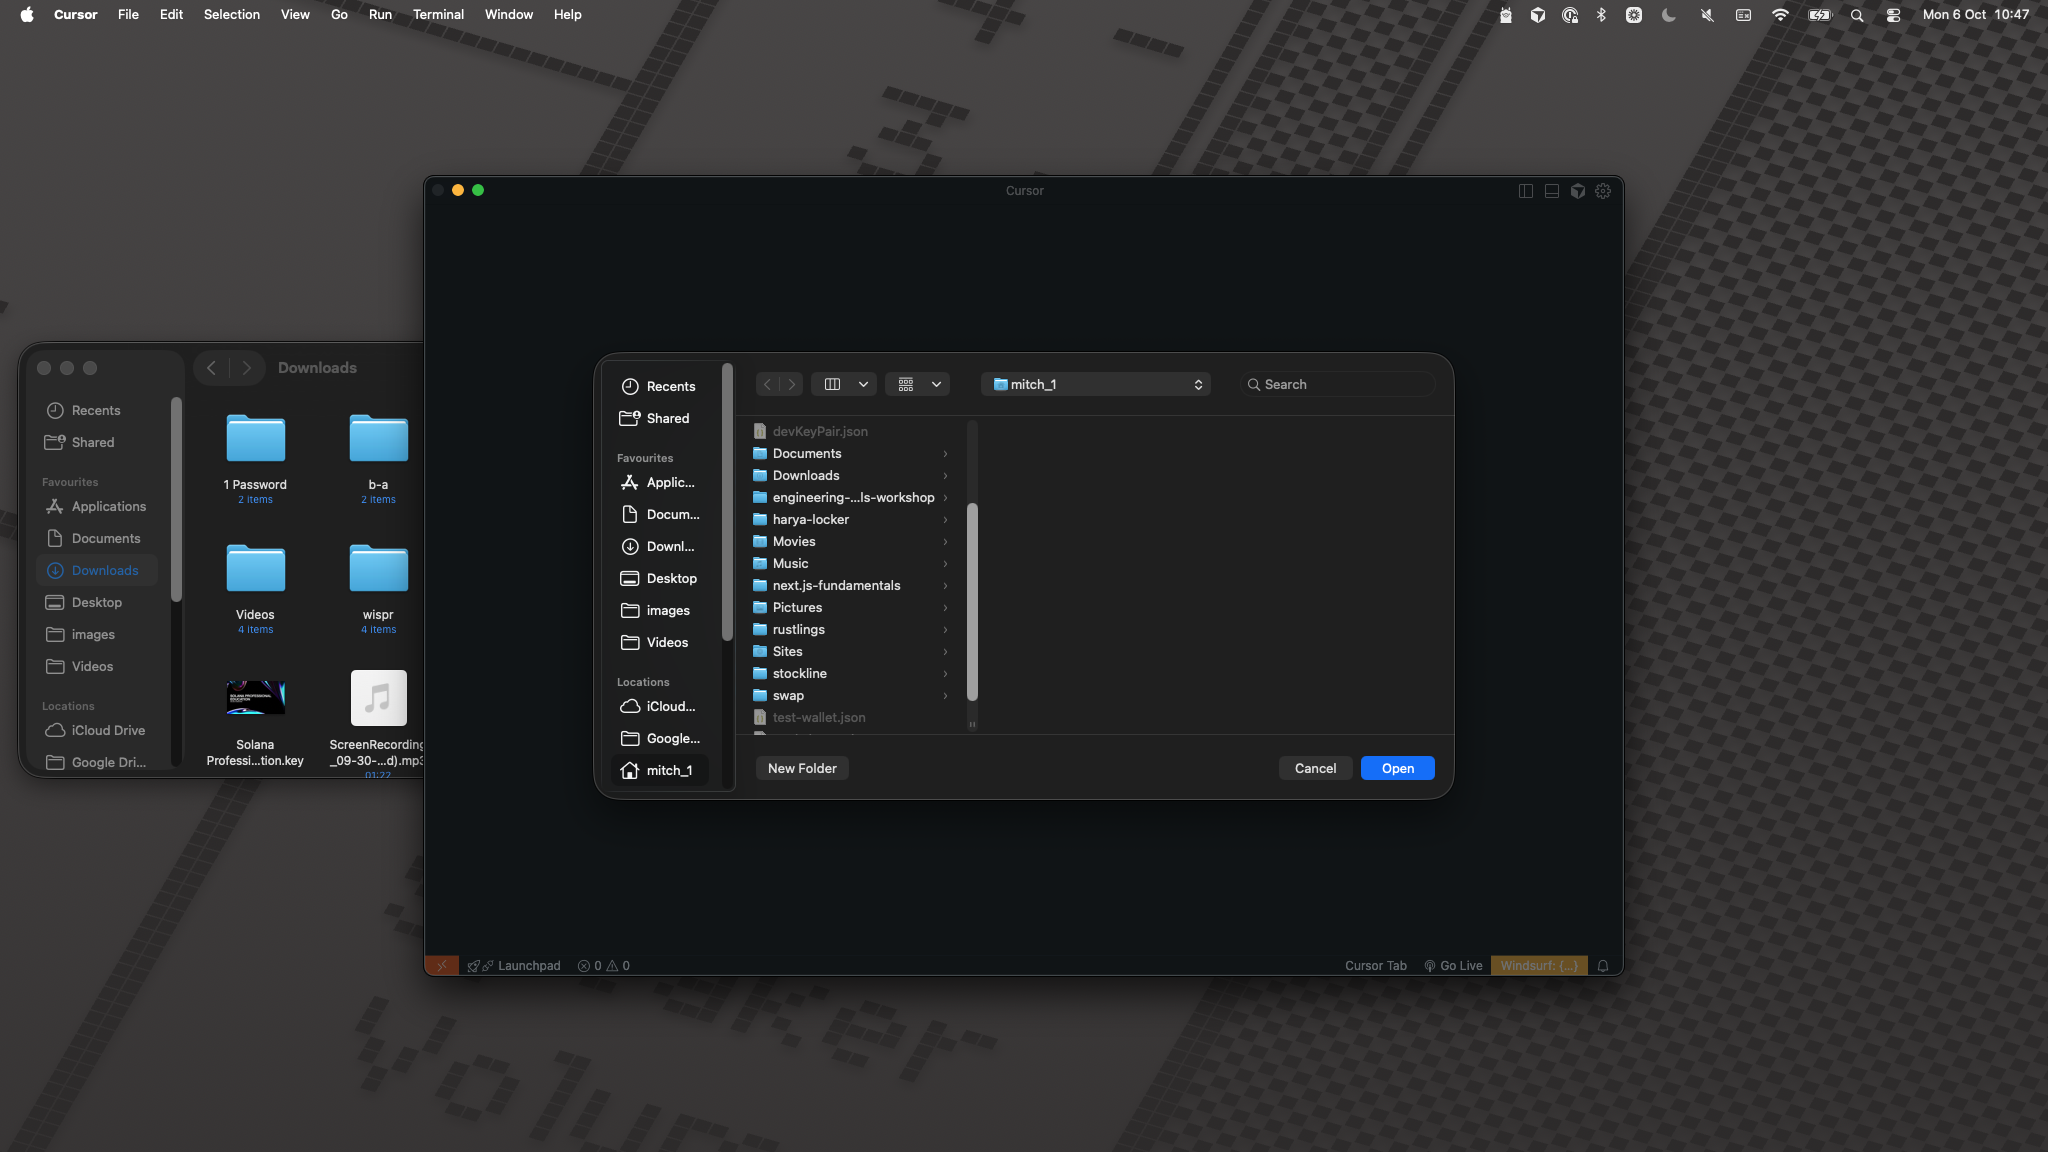 Cursor File Edit Selection View Go Run Terminal Window Help
Mon 6 Oct 10:47
Cursor
Downloads
Recents
Shared
Favourites
Applications
Documents
Downloads
Desktop
images
Videos
Locations
iCloud Drive
Google Dri...
1 Password
2 items
b-a
2 items
Videos
4 items
wispr
4 items
SOLANA PROFESSIONAL
EDUCATION
Solana
Professi...tion.key
ScreenRecording
_09-30-...d).mp3
01:22
Recents
Shared
Favourites
Applic...
Docum...
Downl...
Desktop
images
Videos
Locations
iCloud...
Google...
mitch_1
mitch_1
Search
devKeyPair.json
Documents
Downloads
engineering-...ls-workshop
harya-locker
Movies
Music
next.js-fundamentals
Pictures
rustlings
Sites
stockline
swap
test-wallet.json
New Folder
Cancel
Open
Launchpad 0 0
Cursor Tab Go Live Windsurf: {...}